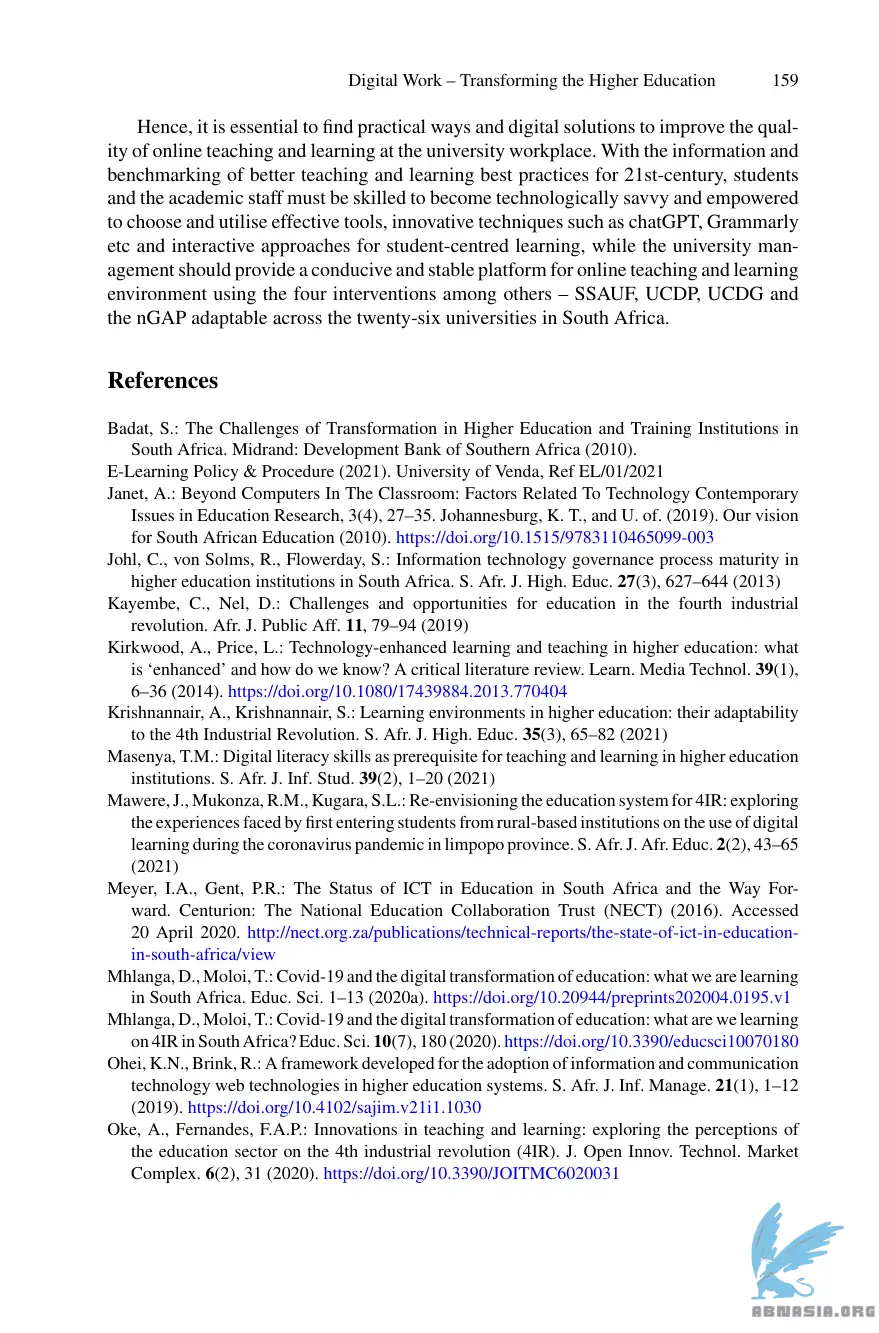 Digital Work – Transforming the Higher Education 159
Hence, it is essential to find practical ways and digital solutions to improve the qual-
ity of online teaching and learning at the university workplace. With the information and
benchmarking of better teaching and learning best practices for 21st-century, students
and the academic staff must be skilled to become technologically savvy and empowered
to choose and utilise effective tools, innovative techniques such as chatGPT, Grammarly
etc and interactive approaches for student-centred learning, while the university man-
agement should provide a conducive and stable platform for online teaching and learning
environment using the four interventions among others – SSAUF, UCDP, UCDG and
the nGAP adaptable across the twenty-six universities in South Africa.
References
Badat, S.: The Challenges of Transformation in Higher Education and Training Institutions in
South Africa. Midrand: Development Bank of Southern Africa (2010).
E-Learning Policy & Procedure (2021). University of Venda, Ref EL/01/2021
Janet, A.: Beyond Computers In The Classroom: Factors Related To Technology Contemporary
Issues in Education Research, 3(4), 27–35. Johannesburg, K. T., and U. of. (2019). Our vision
for South African Education (2010). https://doi.org/10.1515/9783110465099-003
Johl, C., von Solms, R., Flowerday, S.: Information technology governance process maturity in
higher education institutions in South Africa. S. Afr. J. High. Educ. 27(3), 627–644 (2013)
Kayembe, C., Nel, D.: Challenges and opportunities for education in the fourth industrial
revolution. Afr. J. Public Aff. 11, 79–94 (2019)
Kirkwood, A., Price, L.: Technology-enhanced learning and teaching in higher education: what
is ‘enhanced’ and how do we know? A critical literature review. Learn. Media Technol. 39(1),
6–36 (2014). https://doi.org/10.1080/17439884.2013.770404
Krishnannair, A., Krishnannair, S.: Learning environments in higher education: their adaptability
to the 4th Industrial Revolution. S. Afr. J. High. Educ. 35(3), 65–82 (2021)
Masenya, T.M.: Digital literacy skills as prerequisite for teaching and learning in higher education
institutions. S. Afr. J. Inf. Stud. 39(2), 1–20 (2021)
Mawere, J., Mukonza, R.M., Kugara, S.L.: Re-envisioning the education system for 4IR: exploring
the experiences faced by first entering students from rural-based institutions on the use of digital
learning during the coronavirus pandemic in limpopo province. S. Afr. J. Afr. Educ. 2(2), 43–65
(2021)
Meyer, I.A., Gent, P.R.: The Status of ICT in Education in South Africa and the Way For-
ward. Centurion: The National Education Collaboration Trust (NECT) (2016). Accessed
20 April 2020. http://nect.org.za/publications/technical-reports/the-state-of-ict-in-education-
in-south-africa/view
Mhlanga, D., Moloi, T.: Covid-19 and the digital transformation of education: what we are learning
in South Africa. Educ. Sci. 1–13 (2020a). https://doi.org/10.20944/preprints202004.0195.v1
Mhlanga, D., Moloi, T.: Covid-19 and the digital transformation of education: what are we learning
on 4IR in South Africa? Educ. Sci. 10(7), 180 (2020). https://doi.org/10.3390/educsci10070180
Ohei, K.N., Brink, R.: A framework developed for the adoption of information and communication
technology web technologies in higher education systems. S. Afr. J. Inf. Manage. 21(1), 1–12
(2019). https://doi.org/10.4102/sajim.v21i1.1030
Oke, A., Fernandes, F.A.P.: Innovations in teaching and learning: exploring the perceptions of
the education sector on the 4th industrial revolution (4IR). J. Open Innov. Technol. Market
Complex. 6(2), 31 (2020). https://doi.org/10.3390/JOITMC6020031
ABNASIA.ORG